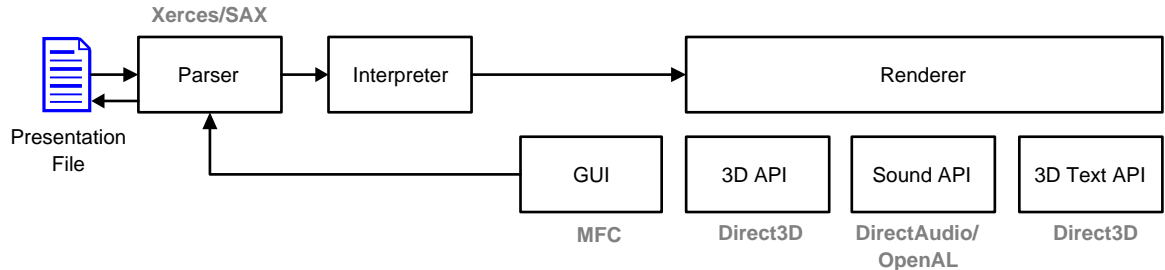 Xerces/SAX
Parser
Interpreter
Renderer
Presentation
File
GUI
3D API
Sound API
3D Text API
MFC
Direct3D
DirectAudio/
OpenAL
Direct3D